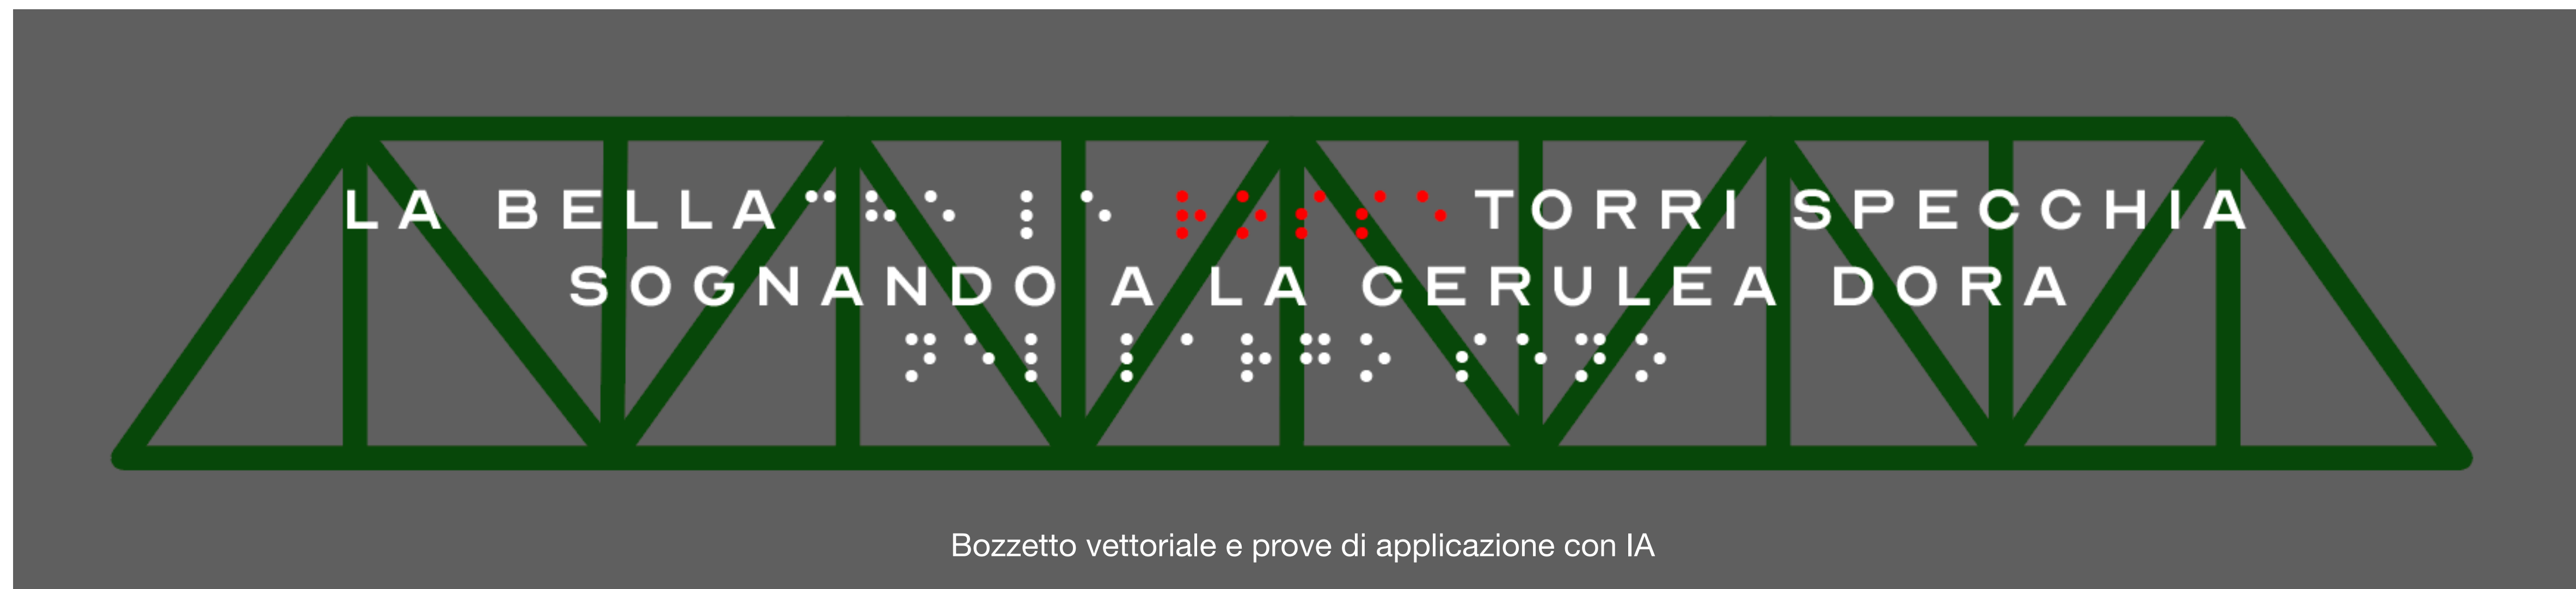 LA BELLA ⠉⠓⠑ ⠇⠑ ⠗⠕⠎⠎⠑ TORRI SPECCHIA
SOGNANDO A LA CERULEA DORA
⠝⠑⠇ ⠇⠁⠗⠛⠕ ⠎⠑⠝⠕
Bozzetto vettoriale e prove di applicazione con IA